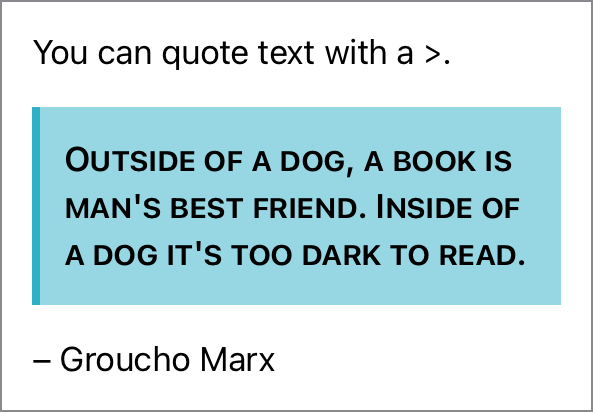 You can quote text with a >.
Outside of a dog, a book is
man's best friend. Inside of
a dog it's too dark to read.
– Groucho Marx